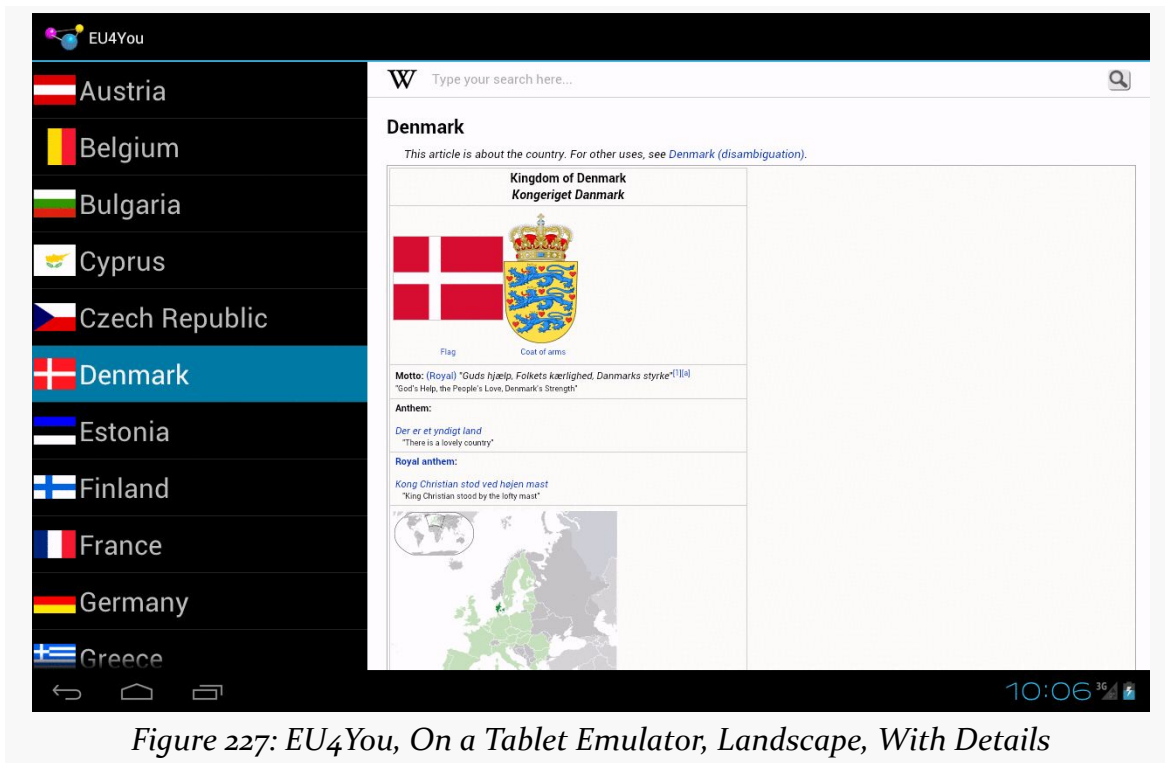 EU4You
Austria
Belgium
Bulgaria
Cyprus
Czech Republic
Denmark
Estonia
Finland
France
Germany
Greece
W Type your search here...
Denmark
This article is about the country. For other uses, see Denmark (disambiguation).
Kingdom of Denmark
Kongeriget Danmark
Flag Coat of arms
Motto: (Royal) "Guds hjælp, Folkets kærlighed, Danmarks styrke"[1][a]
"God's Help, the People's Love, Denmark's Strength"
Anthem:
Der er et yndigt land
"There is a lovely country"
Royal anthem:
Kong Christian stod ved højen mast
"King Christian stood by the lofty mast"
10:06 3G
Figure 227: EU4You, On a Tablet Emulator, Landscape, With Details